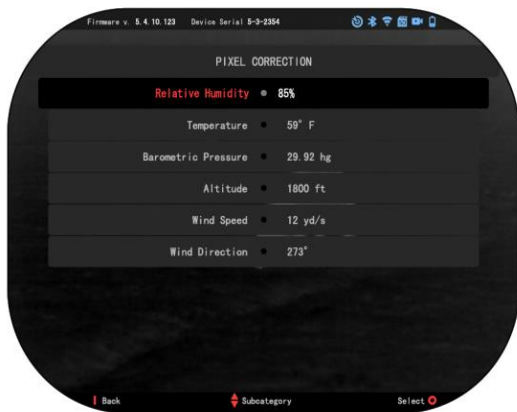 Firmware v. 5.4.10.123 Device Serial 5-3-2354
PIXEL CORRECTION
Relative Humidity 85%
Temperature 59° F
Barometric Pressure 29.92 hg
Altitude 1800 ft
Wind Speed 12 yd/s
Wind Direction 273°
Back Subcategory Select